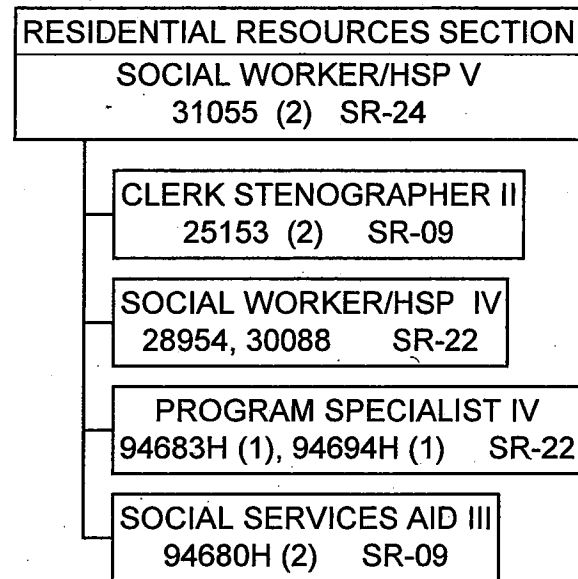 RESIDENTIAL RESOURCES SECTION
SOCIAL WORKER/HSP V
31055 (2) SR-24
CLERK STENOGRAPHER II
25153 (2) SR-09
SOCIAL WORKER/HSP IV
28954, 30088 SR-22
PROGRAM SPECIALIST IV
94683H (1), 94694H (1) SR-22
SOCIAL SERVICES AID III
94680H (2) SR-09